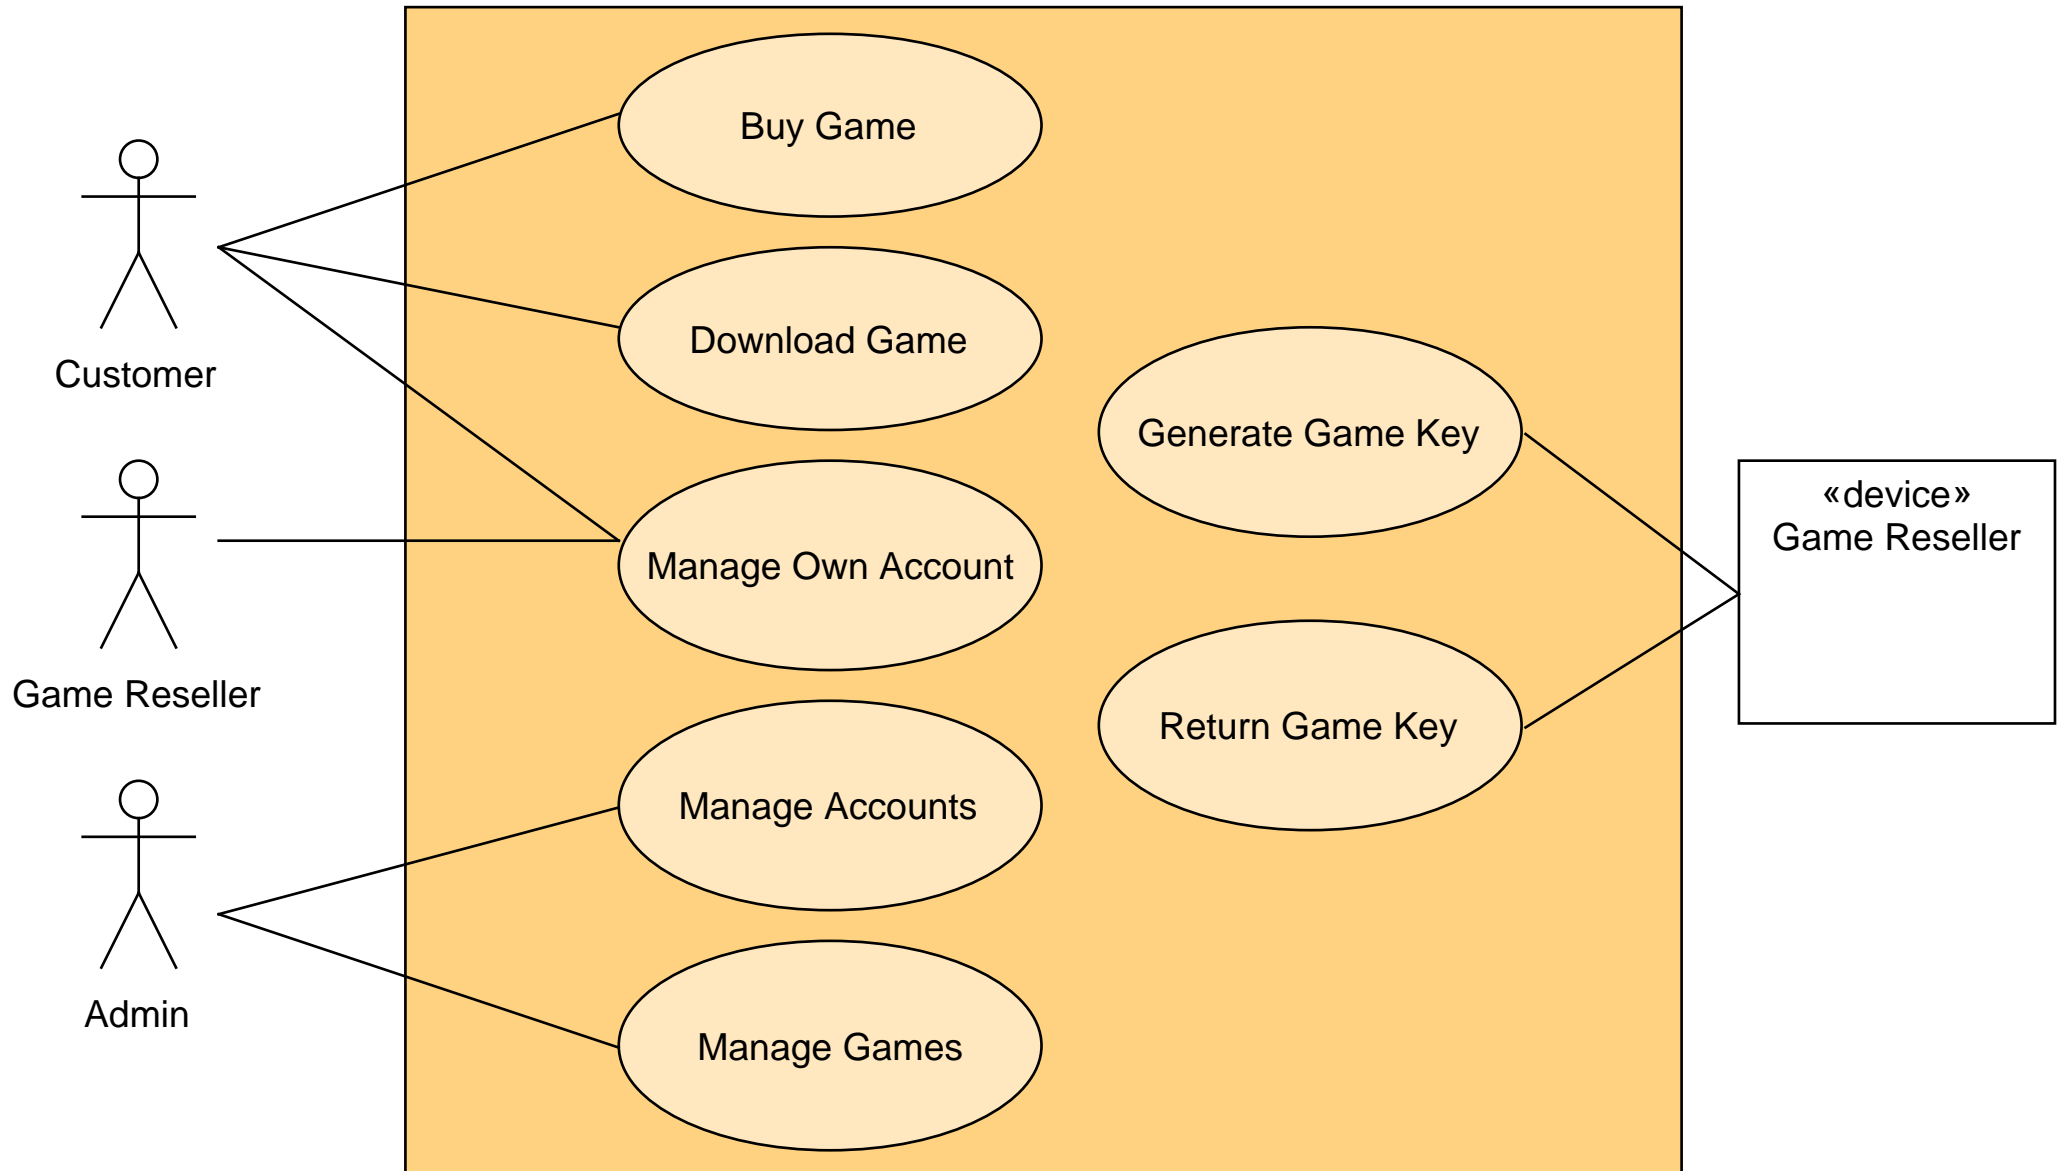 Buy Game
Customer
Download Game
Generate Game Key
«device»
Game Reseller
Manage Own Account
Game Reseller
Return Game Key
Manage Accounts
Admin
Manage Games